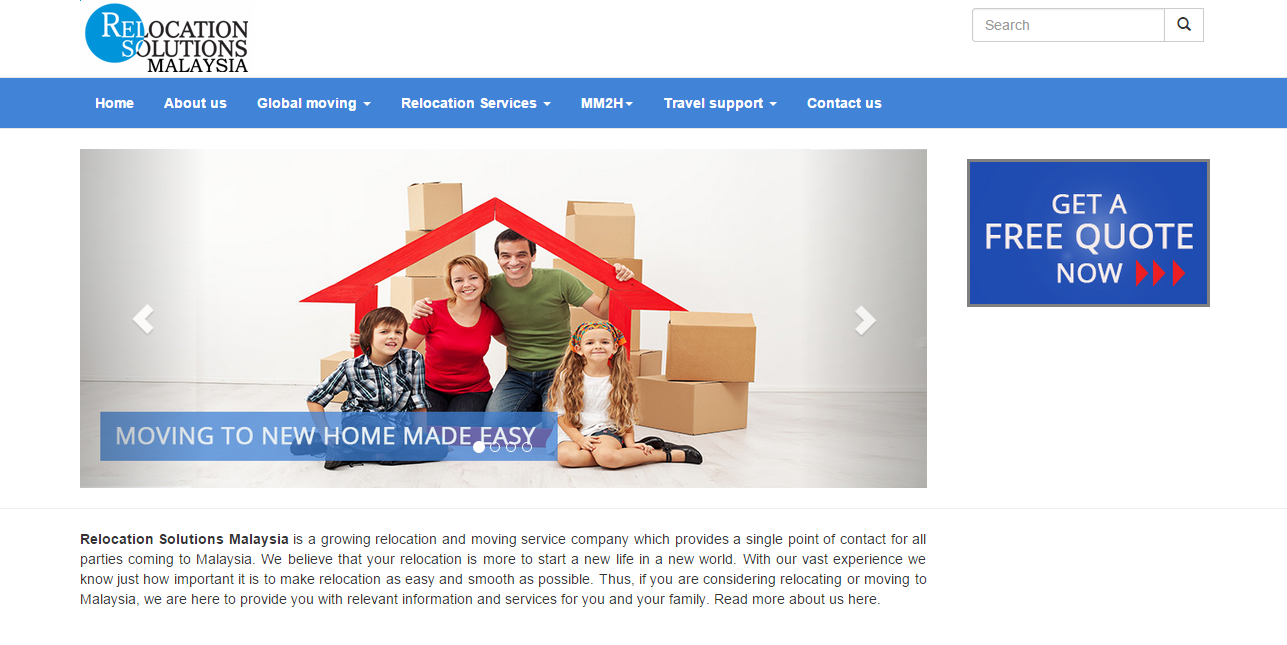 RELOCATION
SOLUTIONS
MALAYSIA
Search
Home About us Global moving Relocation Services MM2H Travel support Contact us
GET A
FREE QUOTE
NOW
MOVING TO NEW HOME MADE EASY
Relocation Solutions Malaysia is a growing relocation and moving service company which provides a single point of contact for all
parties coming to Malaysia. We believe that your relocation is more to start a new life in a new world. With our vast experience we
know just how important it is to make relocation as easy and smooth as possible. Thus, if you are considering relocating or moving to
Malaysia, we are here to provide you with relevant information and services for you and your family. Read more about us here.